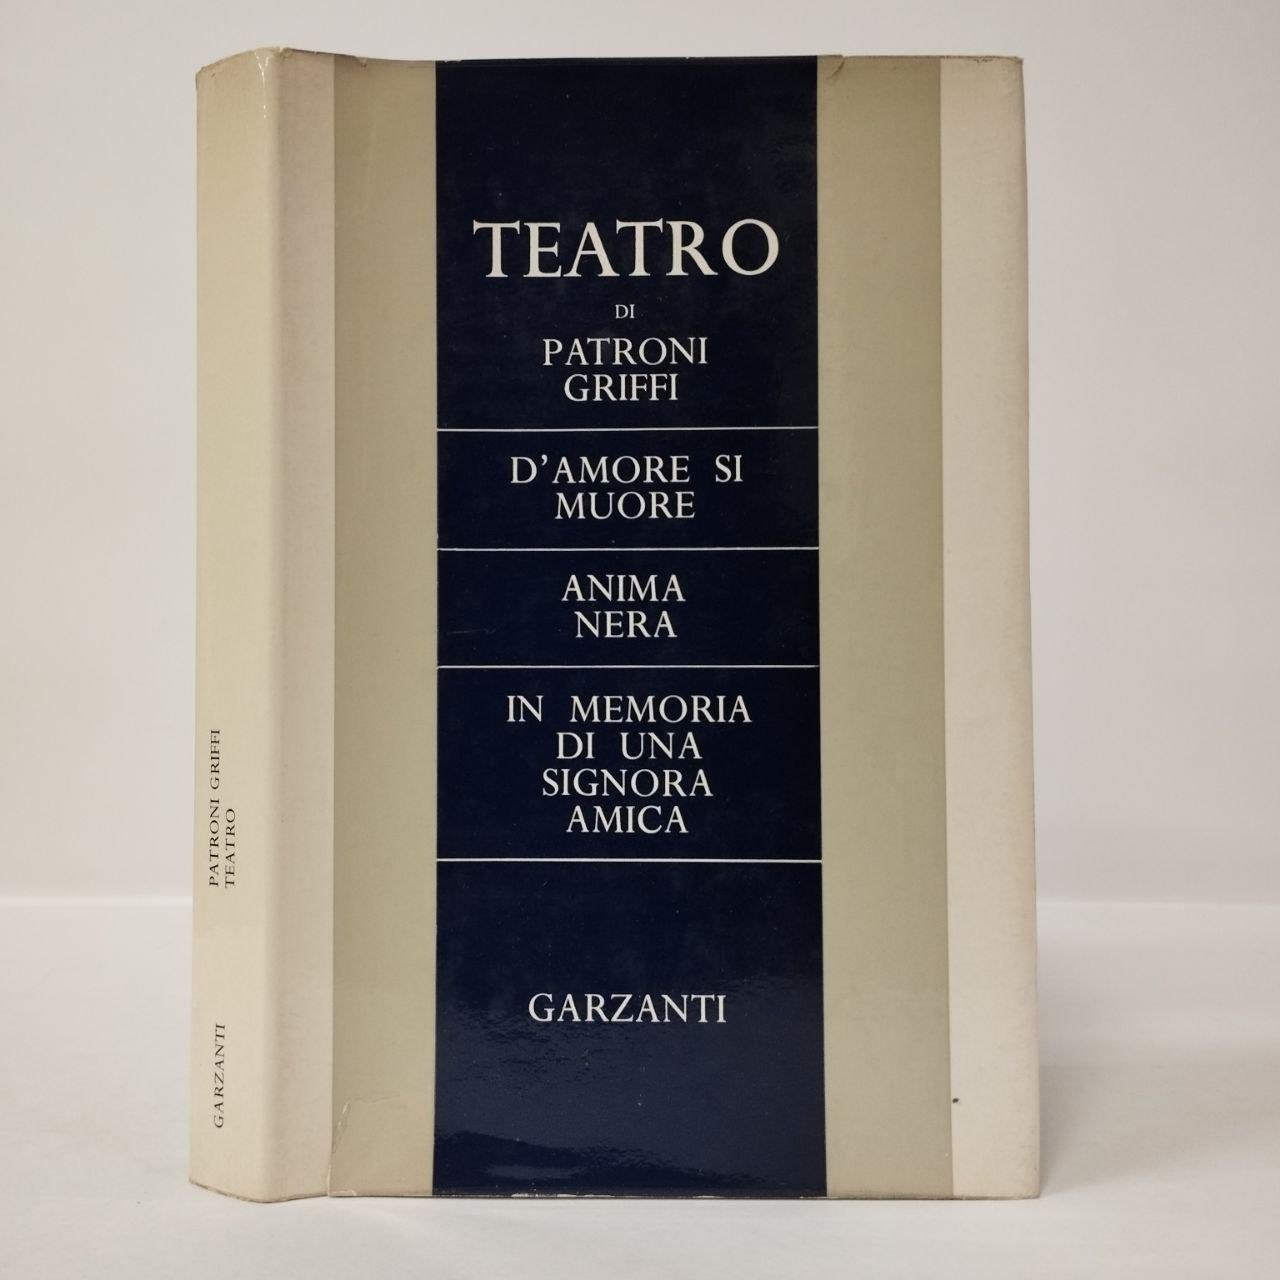 TEATRO
DI
PATRONI
GRIFFI
D'AMORE SI
MUORE
ANIMA
NERA
IN MEMORIA
DI UNA
SIGNORA
AMICA
GARZANTI
PATRONI GRIFFI
TEATRO
GARZANTI